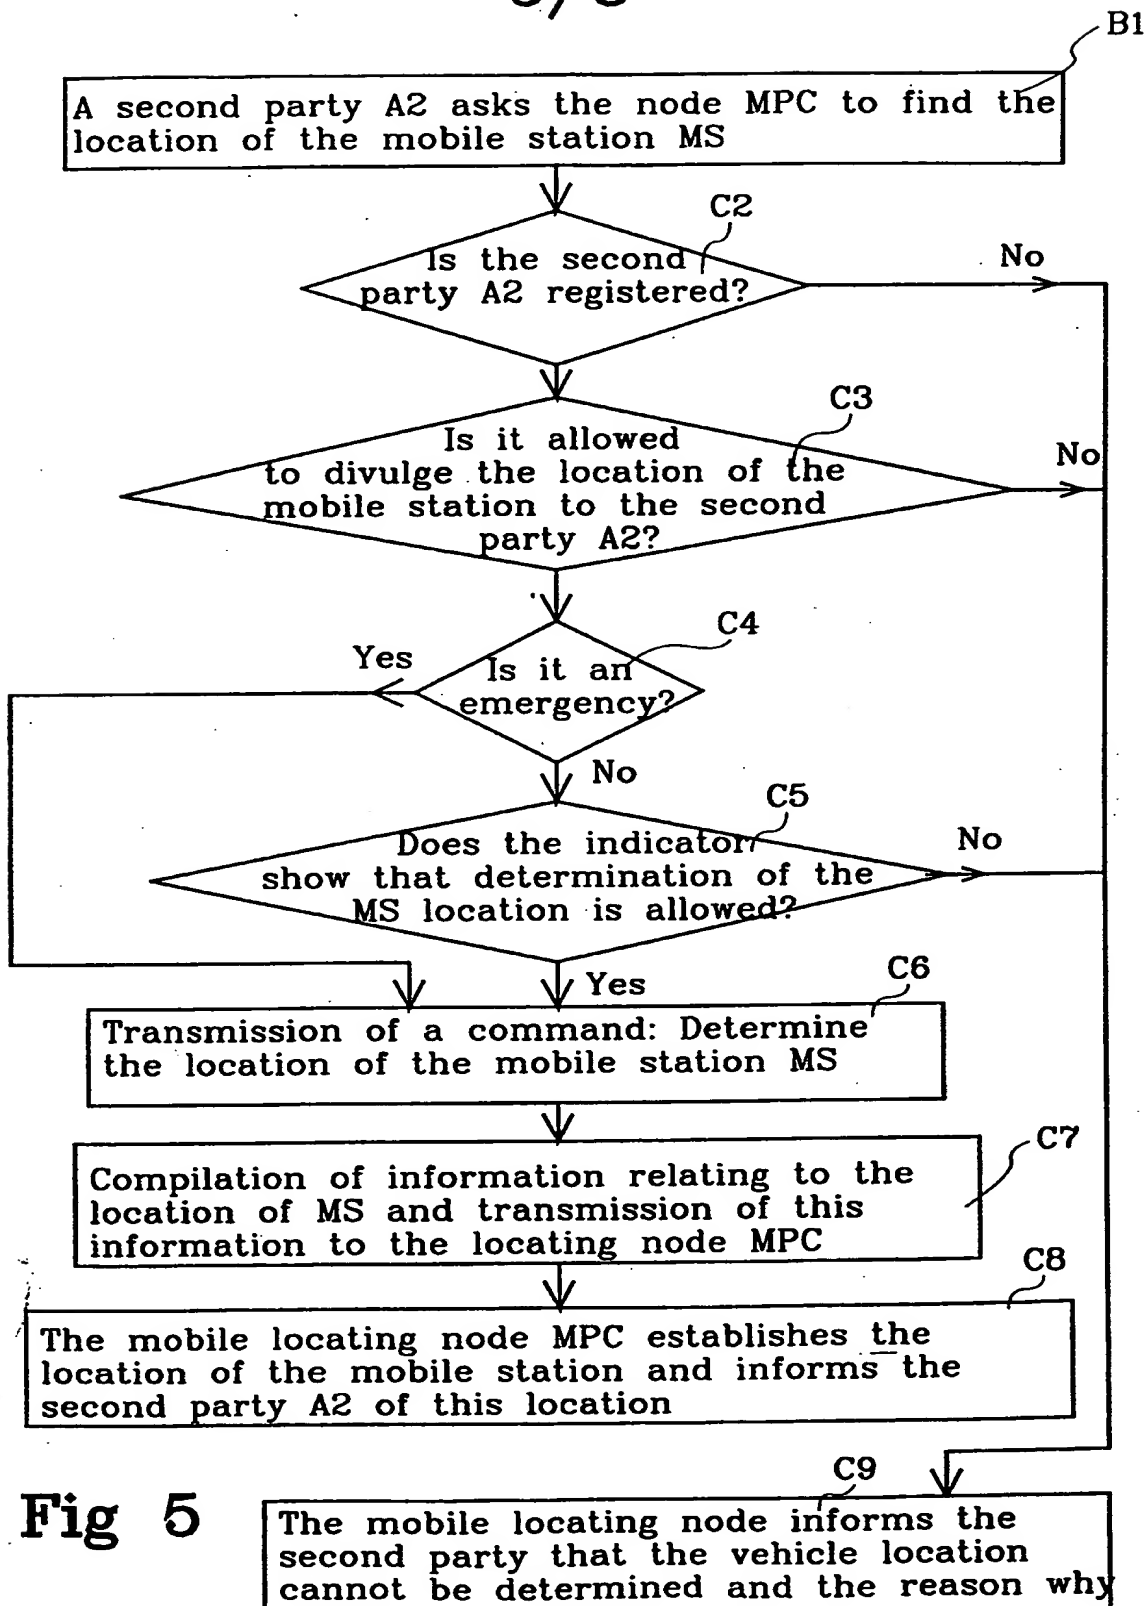 B1
A second party A2 asks the node MPC to find the
location of the mobile station MS
C2
Is the second
party A2 registered?
No
C3
Is it allowed
to divulge the location of the
mobile station to the second
party A2?
No
C4
Yes
Is it an
emergency?
No
C5
Does the indicator
show that determination of the
MS location is allowed?
No
Yes
C6
Transmission of a command: Determine
the location of the mobile station MS
C7
Compilation of information relating to the
location of MS and transmission of this
information to the locating node MPC
C8
The mobile locating node MPC establishes the
location of the mobile station and informs the
second party A2 of this location
C9
Fig 5
The mobile locating node informs the
second party that the vehicle location
cannot be determined and the reason why